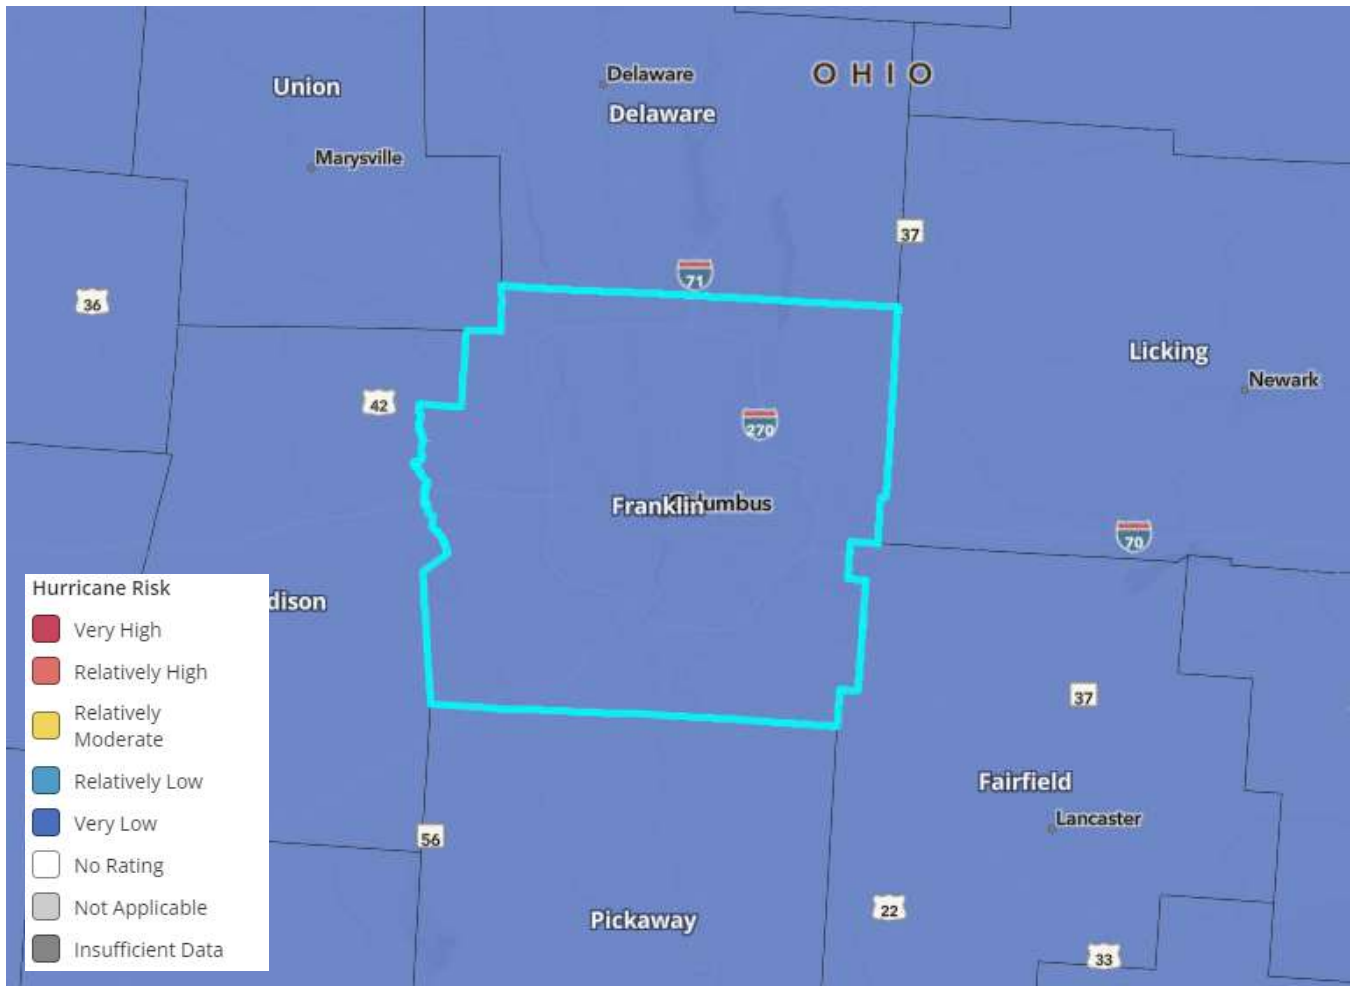 Union
Delaware
Delaware
OHIO
Marysville
37
71
36
Licking
Newark
42
270
Franklin
umbus
70
dison
Hurricane Risk
Very High
Relatively High
Relatively
Moderate
Relatively Low
Very Low
No Rating
Not Applicable
Insufficient Data
37
Fairfield
Lancaster
56
Pickaway
22
33